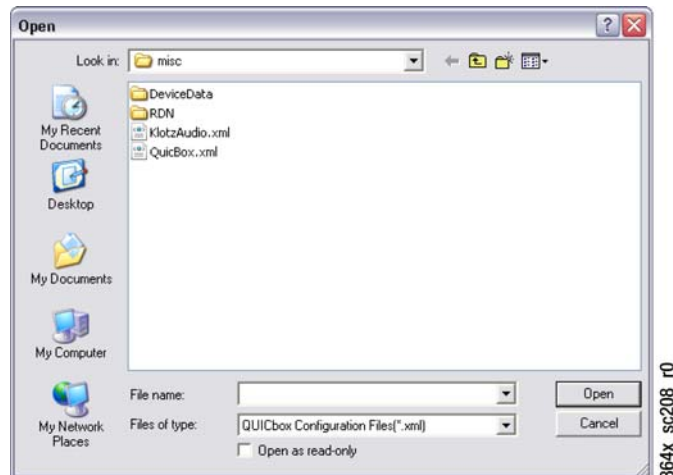 Open
Look in:
misc
DeviceData
RDN
KlotzAudio.xml
QuicBox.xml
My Recent
Documents
Desktop
My Documents
My Computer
My Network
Places
File name:
Open
Files of type:
QUICbox Configuration Files(*.xml)
Cancel
Open as read-only
864x_sc208_r0